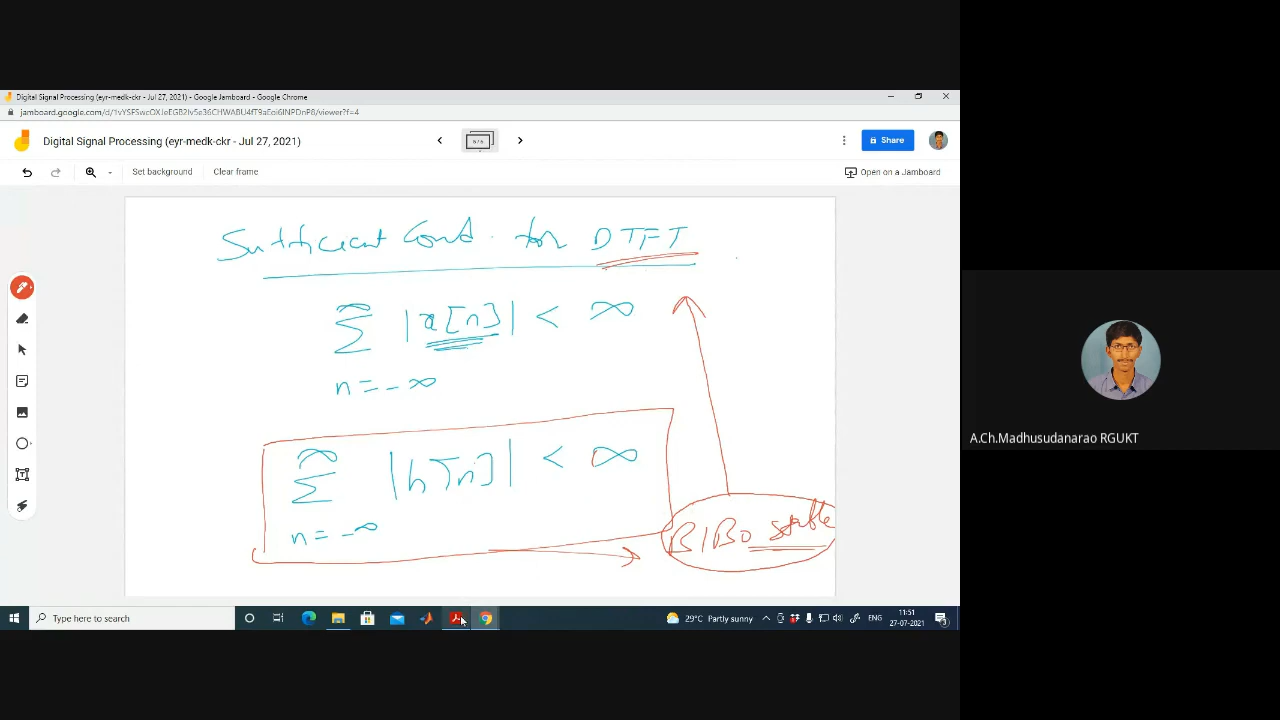 Digital Signal Processing (eyr-medk-ckr - Jul 27, 2021) - Google Jamboard - Google Chrome
Digital Signal Processing (eyr-medk-ckr - Jul 27, 2021)
Share
Set background
Clear frame
Open on a Jamboard
Sufficient Cond. for DTFT
∞
Σ |x[n]| < ∞
n = -∞
∞
Σ |h[n]| < ∞
n = -∞
BIBO stable
A.Ch.Madhusudanarao RGUKT
Type here to search
29°C Partly sunny
ENG
11:51
27-07-2021